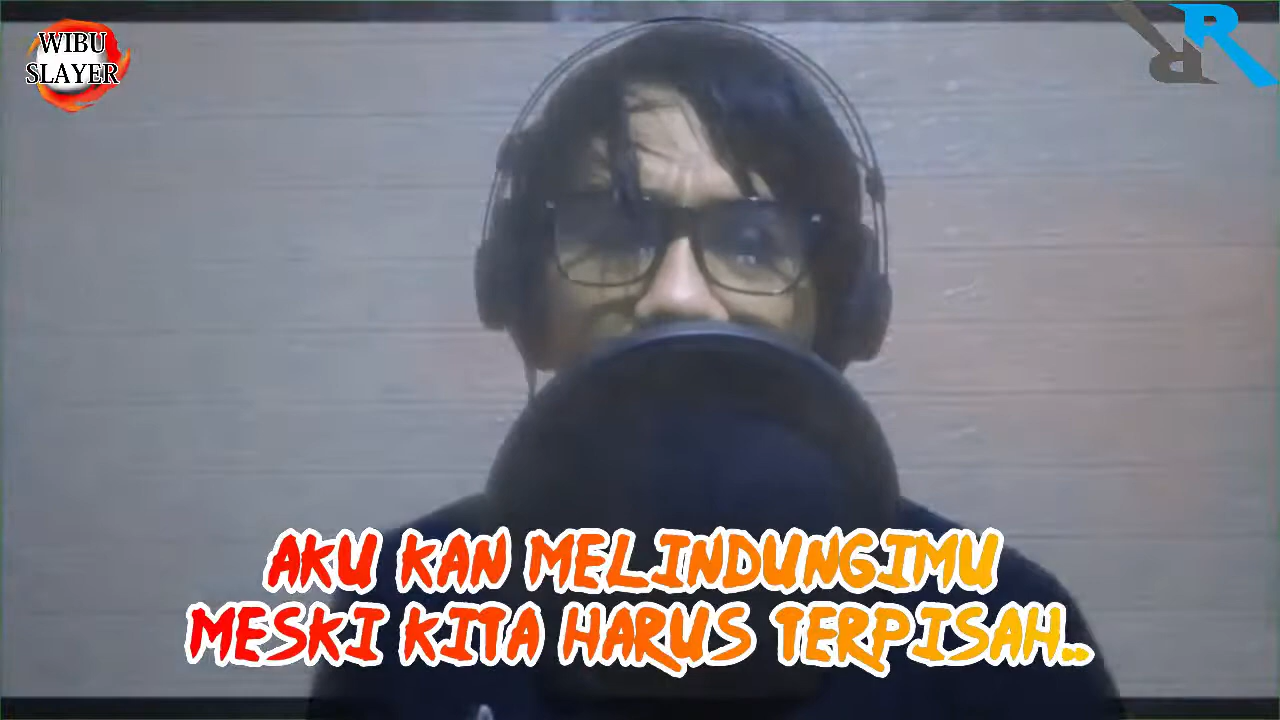 WIBU
SLAYER
R R
AKU KAN MELINDUNGIMU
MESKI KITA HARUS TERPISAH..